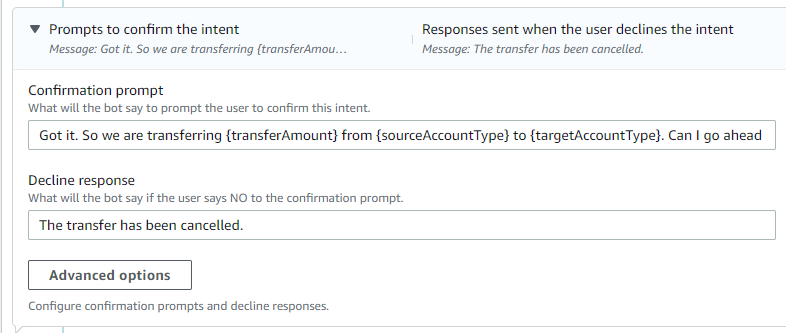 Prompts to confirm the intent
Message: Got it. So we are transferring {transferAmou…
Responses sent when the user declines the intent
Message: The transfer has been cancelled.
Confirmation prompt
What will the bot say to prompt the user to confirm this intent.
Got it. So we are transferring {transferAmount} from {sourceAccountType} to {targetAccountType}. Can I go ahead
Decline response
What will the bot say if the user says NO to the confirmation prompt.
The transfer has been cancelled.
Advanced options
Configure confirmation prompts and decline responses.